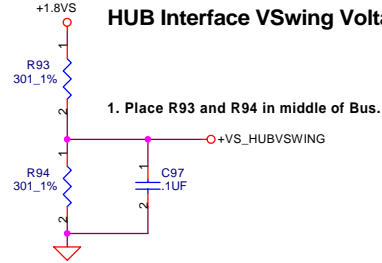 +1.8VS
HUB Interface VSwing Volta
1
R93
301_1%
2
1. Place R93 and R94 in middle of Bus.
+VS_HUBVSWING
1
R94
301_1%
2
1
C97
.1UF
2